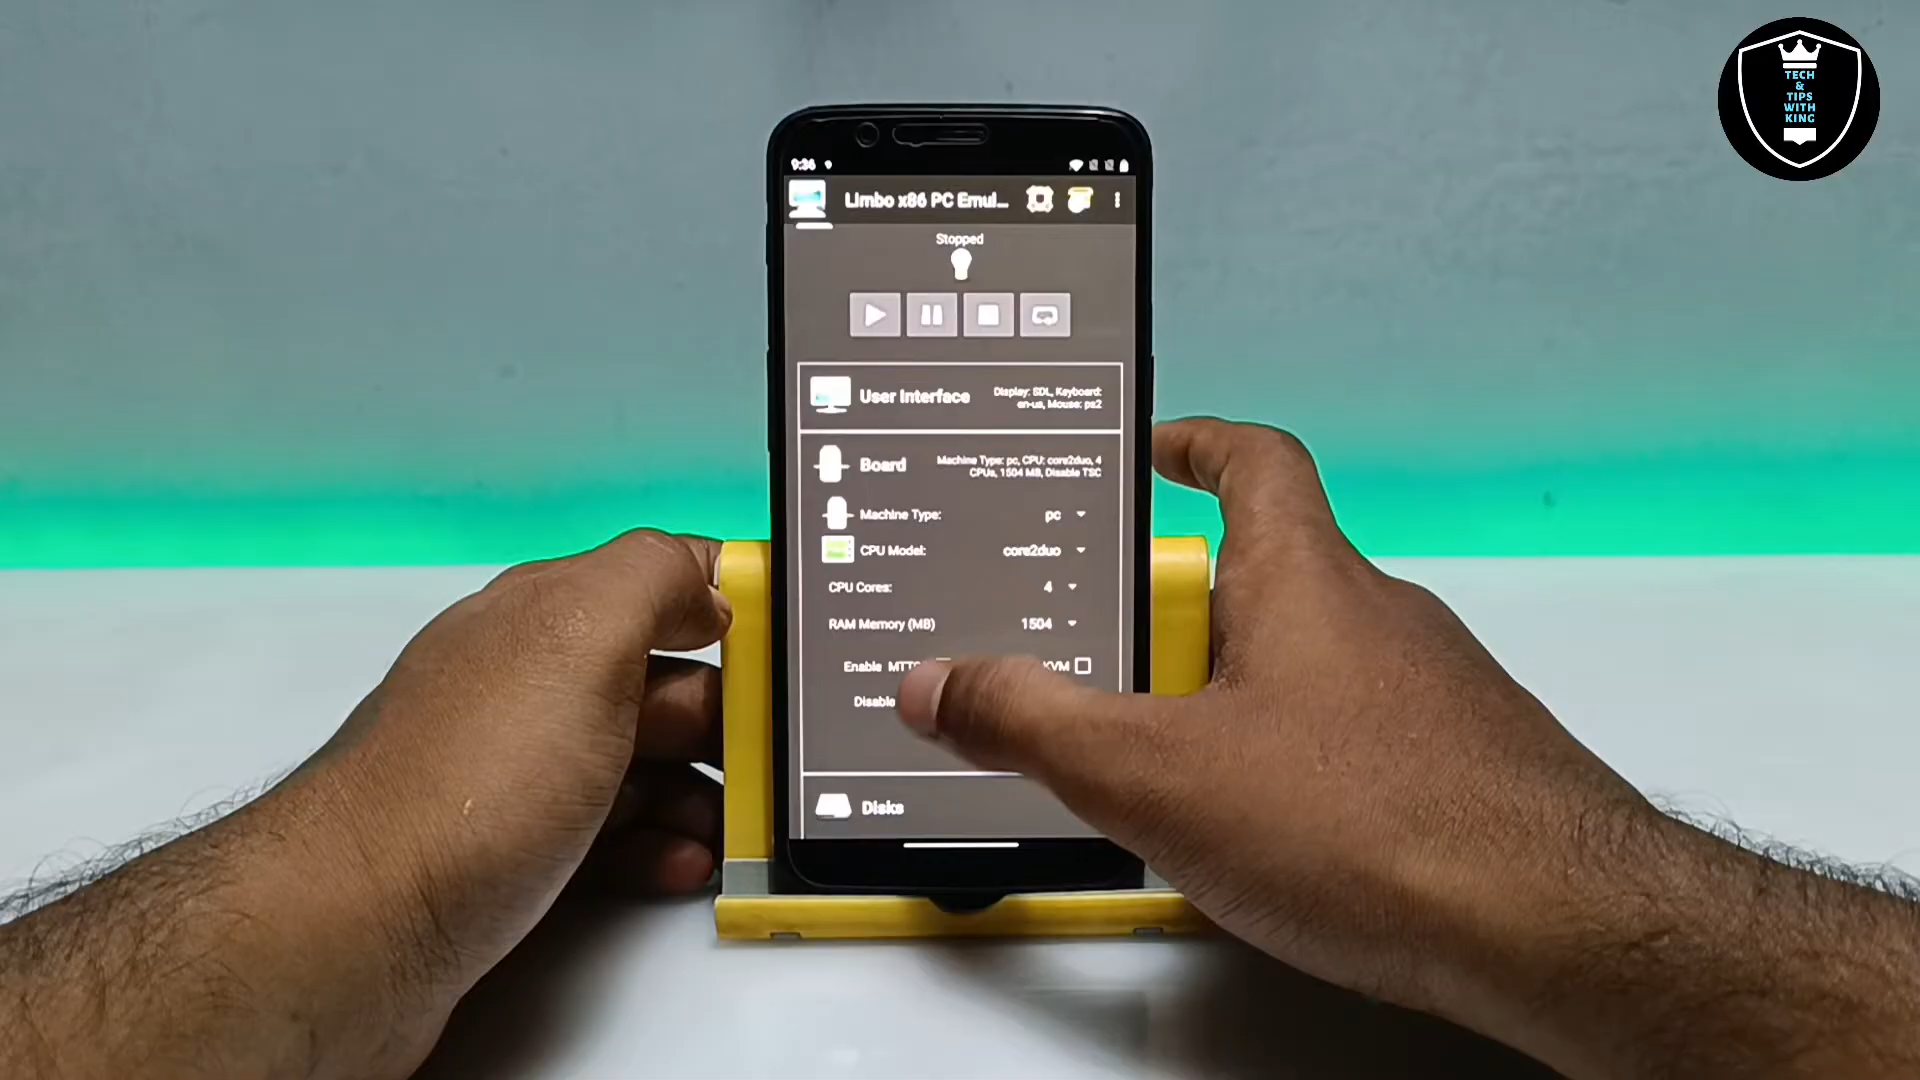 TECH
&
TIPS
WITH
KING
9:36
Limbo x86 PC Emul...
Stopped
User Interface
Display: SDL, Keyboard:
en-us, Mouse: ps2
Board
Machine Type: pc, CPU: core2duo, 4
CPUs, 1504 MB, Disable TSC
Machine Type: pc
CPU Model: core2duo
CPU Cores: 4
RAM Memory (MB) 1504
Enable KVM
Disable
Disks